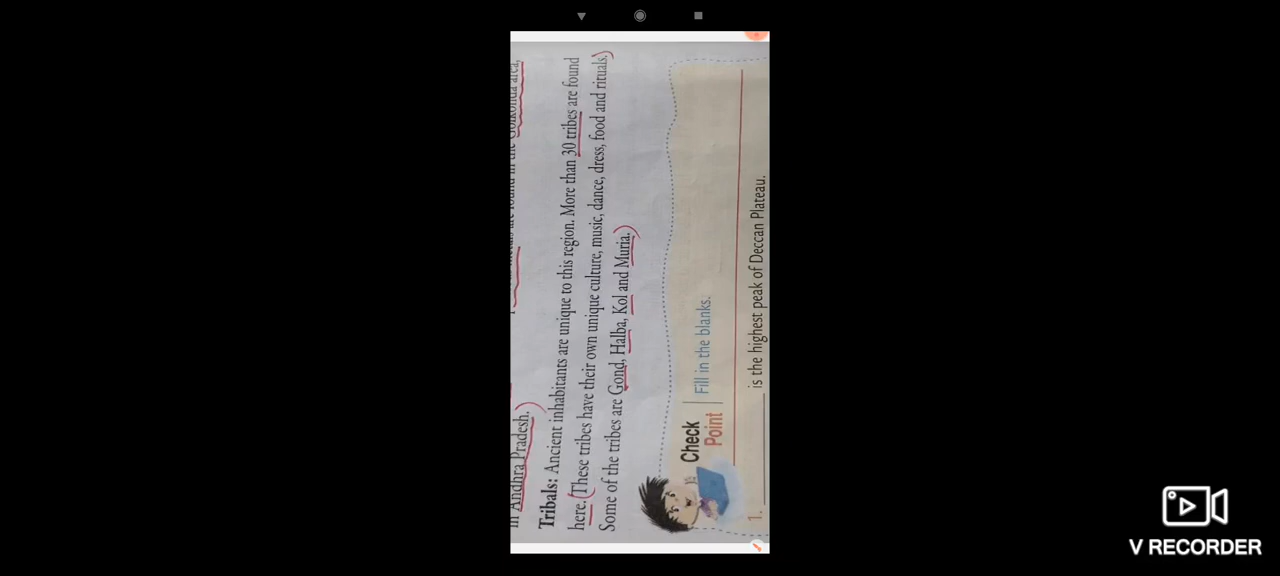 in Andhra Pradesh.)
Tribals: Ancient inhabitants are unique to this region. More than 30 tribes are found
here. (These tribes have their own unique culture, music, dance, dress, food and rituals.)
Some of the tribes are Gond, Halba, Kol and Muria.)
Check
Point
Fill in the blanks.
1. ____________ is the highest peak of Deccan Plateau.
V RECORDER